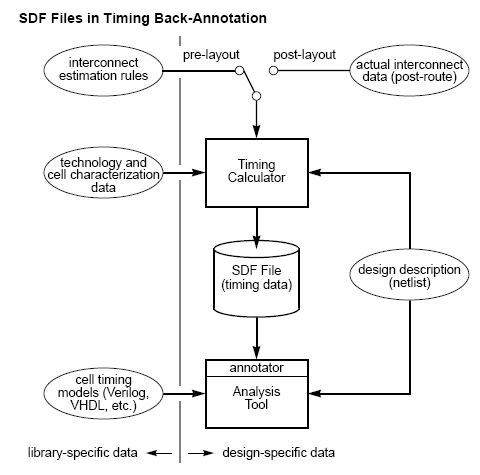 SDF Files in Timing Back-Annotation
pre-layout
post-layout
interconnect
estimation rules
actual interconnect
data (post-route)
technology and
cell characterization
data
Timing
Calculator
SDF File
(timing data)
design description
(netlist)
annotator
Analysis
Tool
cell timing
models (Verilog,
VHDL, etc.)
library-specific data
design-specific data